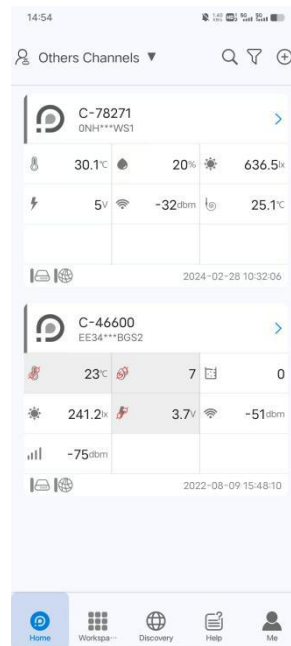 14:54
Others Channels ▼
C-78271
0NH***WS1
30.1℃ 20% 636.5lx
5V -32dbm 25.1℃
2024-02-28 10:32:06
C-46600
EE34***BGS2
23℃ 7 0
241.2lx 3.7V -51dbm
-75dbm
2022-08-09 15:48:10
Home Workspa··· Discovery Help Me